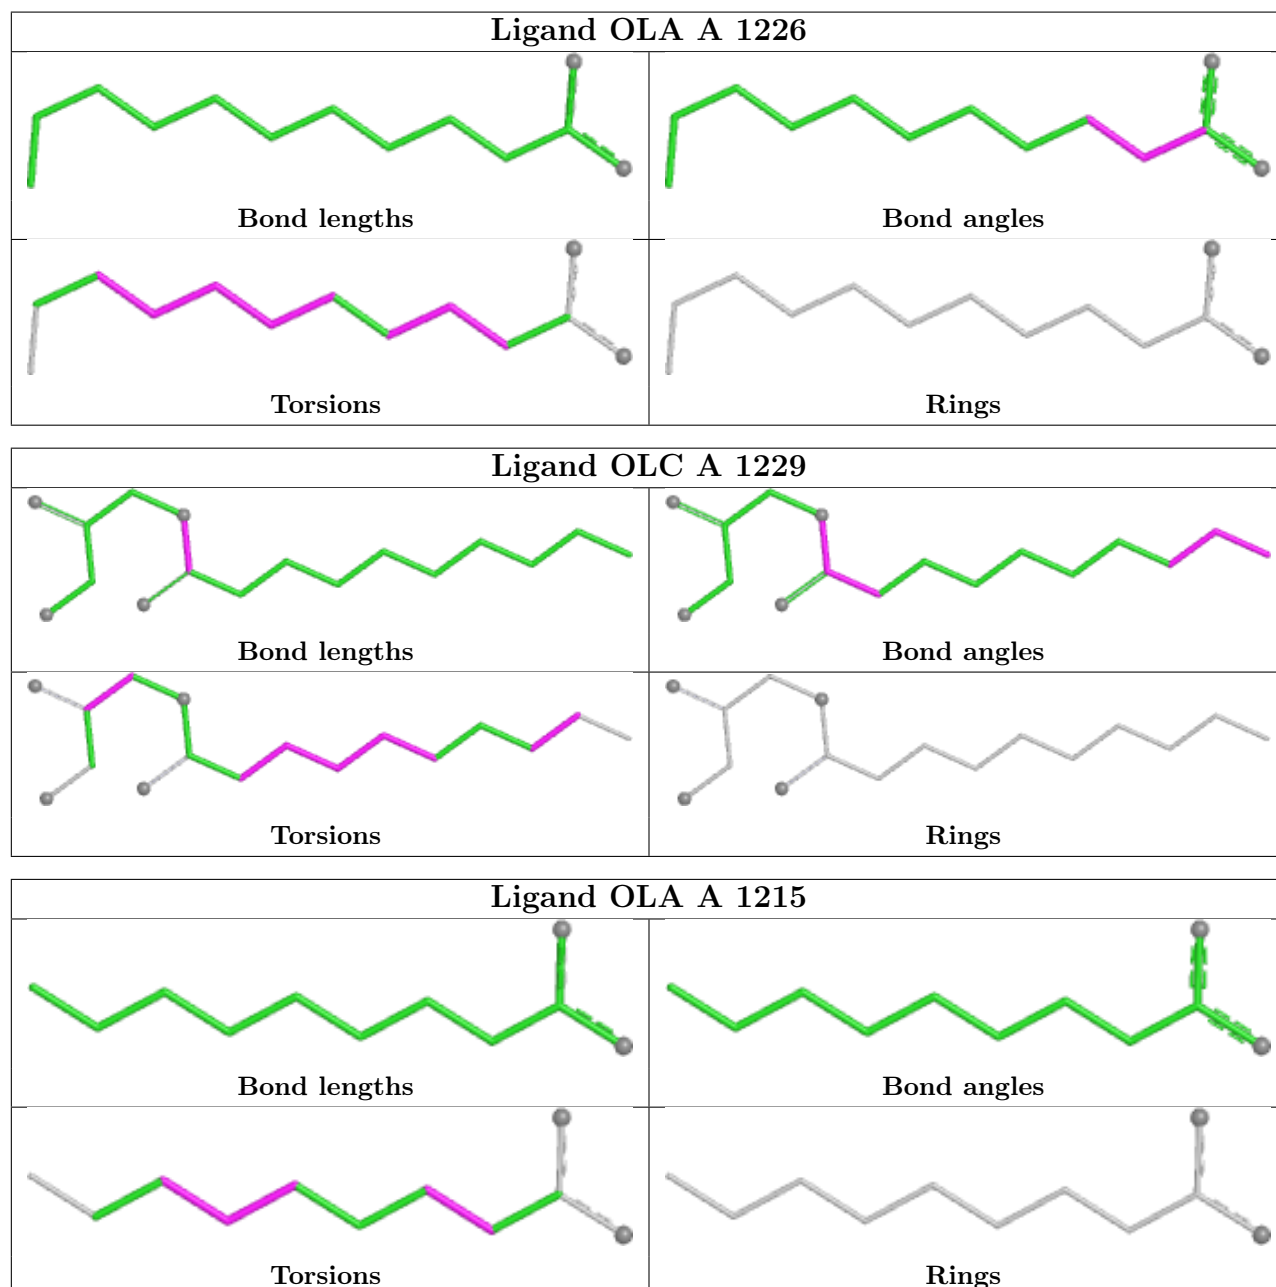 Ligand OLA A 1226
Bond lengths
Bond angles
Torsions
Rings
Ligand OLC A 1229
Bond lengths
Bond angles
Torsions
Rings
Ligand OLA A 1215
Bond lengths
Bond angles
Torsions
Rings